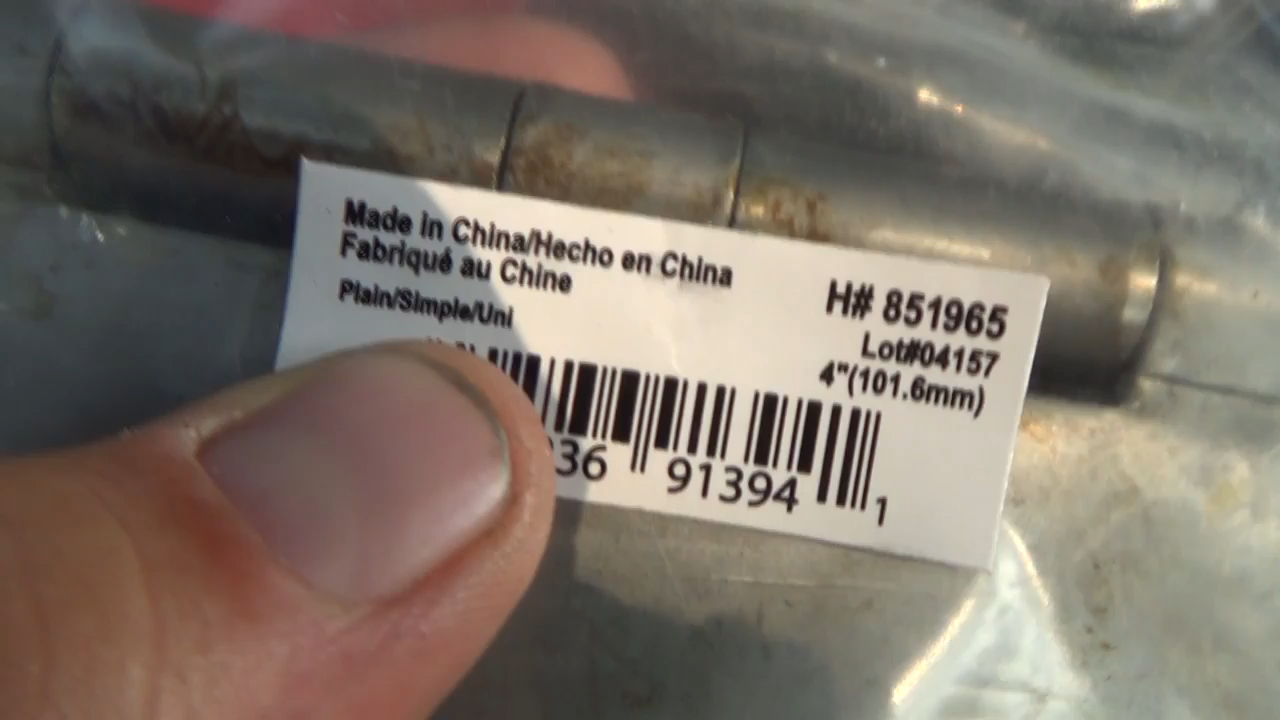 Made in China/Hecho en China
Fabriqué au Chine
Plain/Simple/Uni
H# 851965
Lot#04157
4"(101.6mm)
36 91394 1